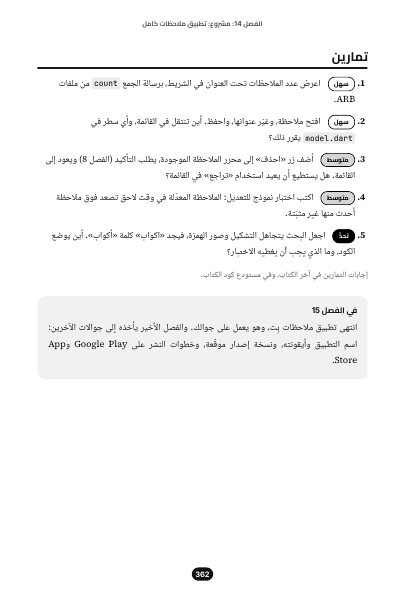 الفصل 14: مشروع: تطبيق ملاحظات كامل
تمارين
1. سهل اعرض عدد الملاحظات تحت العنوان في الشريط، برسالة الجمع count من ملفات
ARB.
2. سهل افتح ملاحظة، وغيّر عنوانها، واحفظ. أين تنتقل في القائمة، وأي سطر في
model.dart يقرر ذلك؟
3. متوسط أضف زر «احذف» إلى محرر الملاحظة الموجودة، يطلب التأكيد (الفصل 8) ويعود إلى
القائمة. هل يستطيع أن يعيد استخدام «تراجع» في القائمة؟
4. متوسط اكتب اختبار نموذج للتعديل: الملاحظة المعدّلة في وقت لاحق تصعد فوق ملاحظة
أحدث منها غير مثبّتة.
5. تحدٍّ اجعل البحث يتجاهل التشكيل وصور الهمزة، فيجد «اكواب» كلمة «أكواب». أين يوضع
الكود، وما الذي يجب أن يغطيه الاختبار؟
إجابات التمارين في آخر الكتاب، وفي مستودع كود الكتاب.
في الفصل 15
انتهى تطبيق ملاحظات بِت، وهو يعمل على جوالك. والفصل الأخير يأخذه إلى جوالات الآخرين:
اسم التطبيق وأيقونته، ونسخة إصدار موقّعة، وخطوات النشر على Google Play وApp
Store.
362